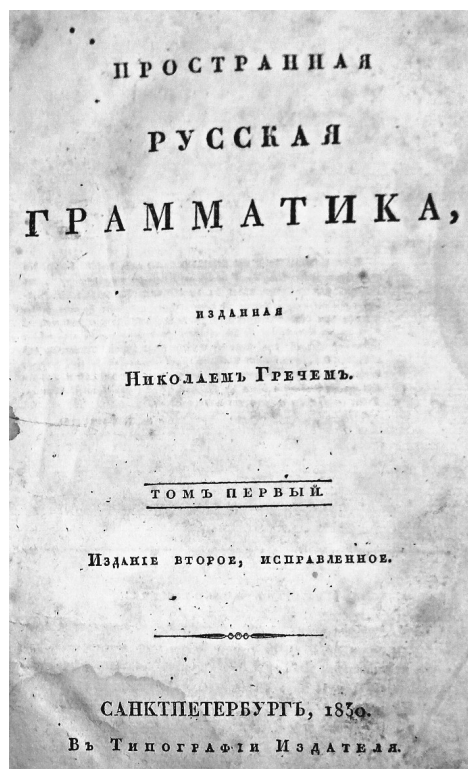 ПРОСТРАННАЯ
РУССКАЯ
ГРАММАТИКА,
ИЗДАННАЯ
НИКОЛАЕМЪ ГРЕЧЕМЪ.
ТОМЪ ПЕРВЫЙ.
ИЗДАНІЕ ВТОРОЕ, ИСПРАВЛЕННОЕ.
САНКТПЕТЕРБУРГЪ, 1830.
ВЪ ТИПОГРАФІИ ИЗДАТЕЛЯ.